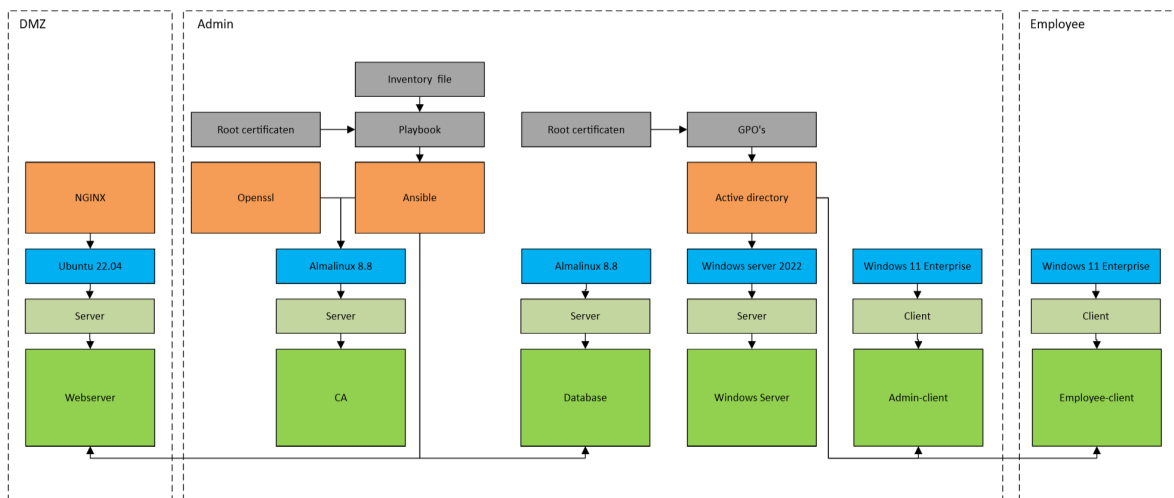 DMZ
Admin
Employee
Inventory file
Root certificaten
Playbook
Root certificaten
GPO's
NGINX
Openssl
Ansible
Active directory
Ubuntu 22.04
Almalinux 8.8
Almalinux 8.8
Windows server 2022
Windows 11 Enterprise
Windows 11 Enterprise
Server
Server
Server
Server
Client
Client
Webserver
CA
Database
Windows Server
Admin-client
Employee-client